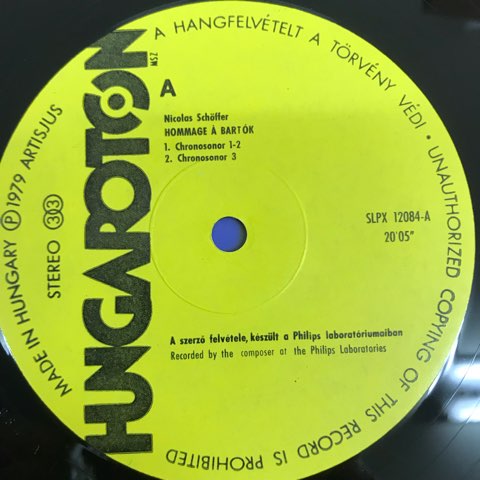 A HANGFELVÉTELT A TÖRVÉNY VÉDI • UNAUTHORIZED COPYING OF THIS RECORD IS PROHIBITED
MADE IN HUNGARY Ⓟ 1979 ARTISJUS
STEREO 33
HUNGAROTON
MSZ
A
Nicolas Schöffer
HOMMAGE À BARTÓK
1. Chronosonor 1-2
2. Chronosonor 3
SLPX 12084-A
20'05"
A szerző felvétele, készült a Philips laboratóriumaiban
Recorded by the composer at the Philips Laboratories